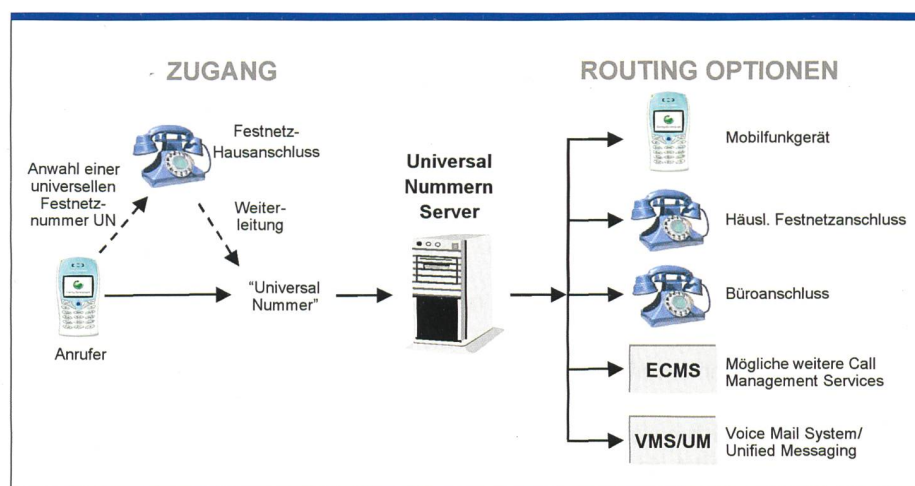 ZUGANG
Festnetz-
Hausanschluss
Anwahl einer
universellen
Festnetz-
nummer UN
Weiter-
leitung
Anrufer
"Universal
Nummer"
Universal
Nummern
Server
ROUTING OPTIONEN
Mobilfunkgerät
Häusl. Festnetzanschluss
Büroanschluss
ECMS
Mögliche weitere Call
Management Services
VMS/UM
Voice Mail System/
Unified Messaging